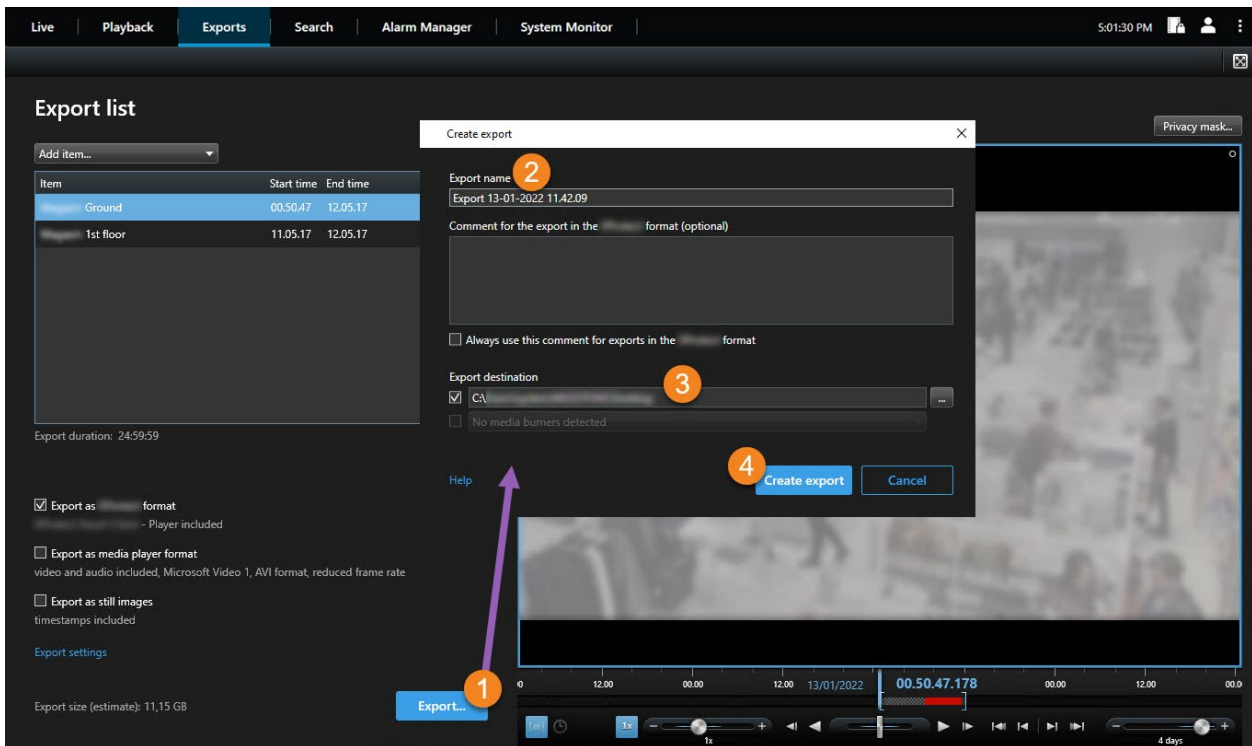 Live Playback Exports Search Alarm Manager System Monitor 5:01:30 PM
Export list
Privacy mask...
Add item...
Item Start time End time
Ground 00.50.47 12.05.17
1st floor 11.05.17 12.05.17
Export duration: 24:59:59
Export as format
- Player included
Export as media player format
video and audio included, Microsoft Video 1, AVI format, reduced frame rate
Export as still images
timestamps included
Export settings
Export size (estimate): 11,15 GB
Export...
1
Create export
Export name
2
Export 13-01-2022 11.42.09
Comment for the export in the format (optional)
Always use this comment for exports in the format
Export destination
3
C:\
...
No media burners detected
Help
4
Create export
Cancel
0 12.00 00.00 12.00 13/01/2022 00.50.47.178 00.00 12.00 00.0
1x
1x
4 days